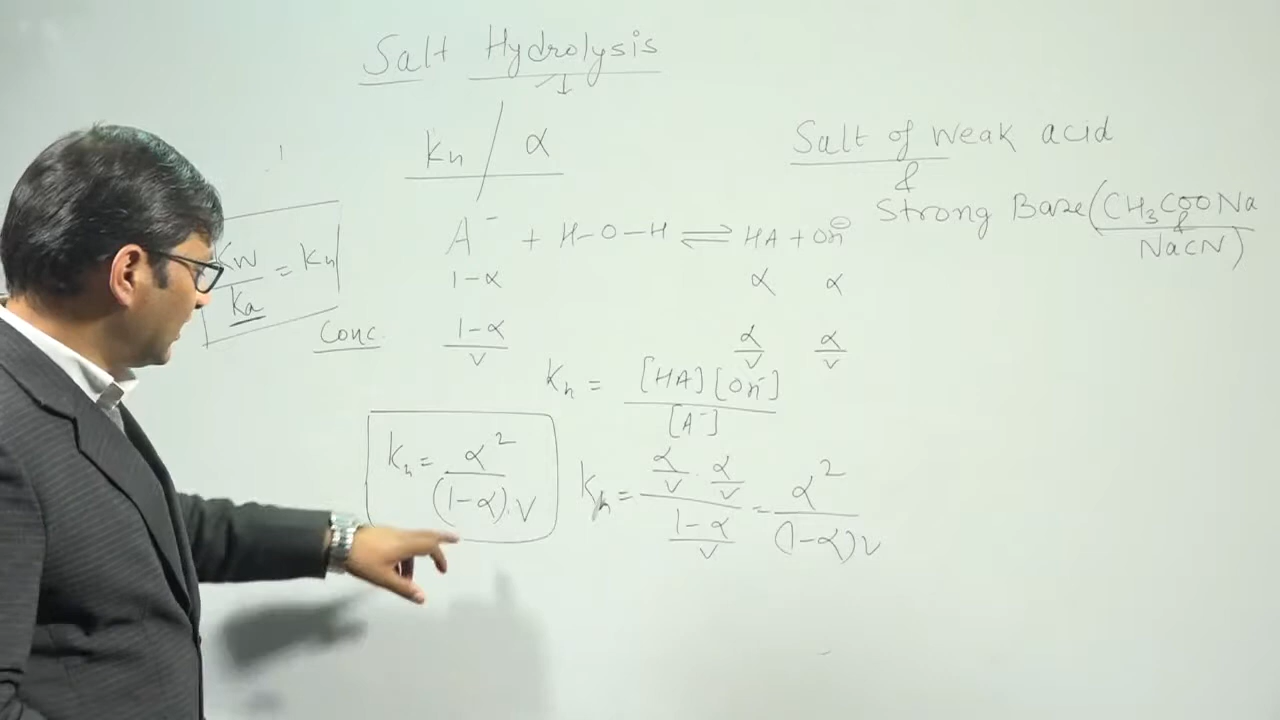 Salt Hydrolysis
Kh / α
Salt of weak acid
&
Strong Base (CH3COONa
&
NaCN)
A⁻ + H-O-H ⇌ HA + OH⊖
1-α α α
Kw/Ka = Kh
Conc. (1-α)/v α/v α/v
Kh = [HA][OH⁻]/[A⁻]
Kh = α²/((1-α).v)
Kh = (α/v . α/v)/((1-α)/v) = α²/((1-α)v)